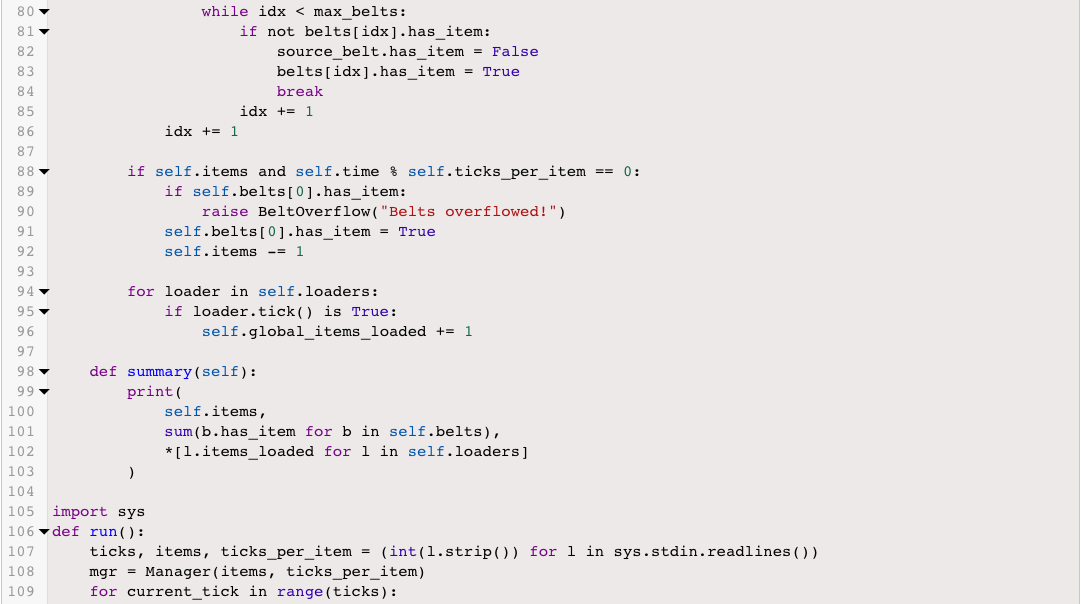 80 while idx < max_belts:
81 if not belts[idx].has_item:
82 source_belt.has_item = False
83 belts[idx].has_item = True
84 break
85 idx += 1
86 idx += 1
87
88 if self.items and self.time % self.ticks_per_item == 0:
89 if self.belts[0].has_item:
90 raise BeltOverflow("Belts overflowed!")
91 self.belts[0].has_item = True
92 self.items -= 1
93
94 for loader in self.loaders:
95 if loader.tick() is True:
96 self.global_items_loaded += 1
97
98 def summary(self):
99 print(
100 self.items,
101 sum(b.has_item for b in self.belts),
102 *[l.items_loaded for l in self.loaders]
103 )
104
105 import sys
106 def run():
107 ticks, items, ticks_per_item = (int(l.strip()) for l in sys.stdin.readlines())
108 mgr = Manager(items, ticks_per_item)
109 for current_tick in range(ticks):